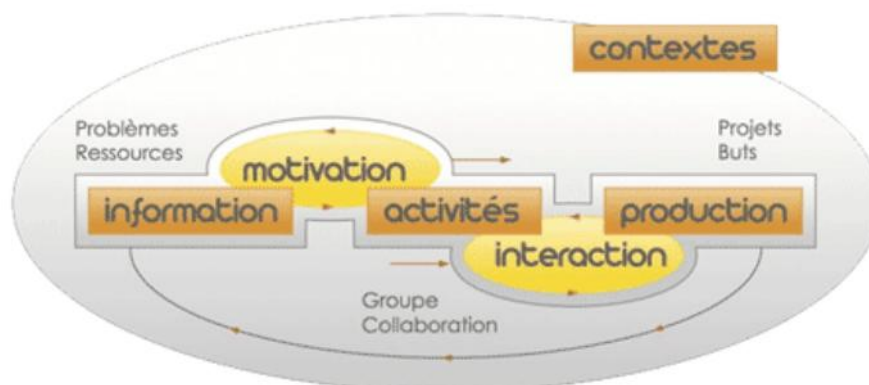 contextes
Problèmes
Ressources
Projets
Buts
motivation
information
activités
production
interaction
Groupe
Collaboration